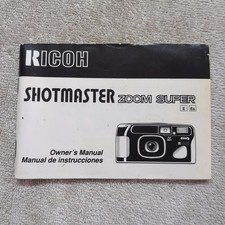 RICOH
SHOTMASTER ZOOM SUPER
Owner's Manual
Manual de instrucciones